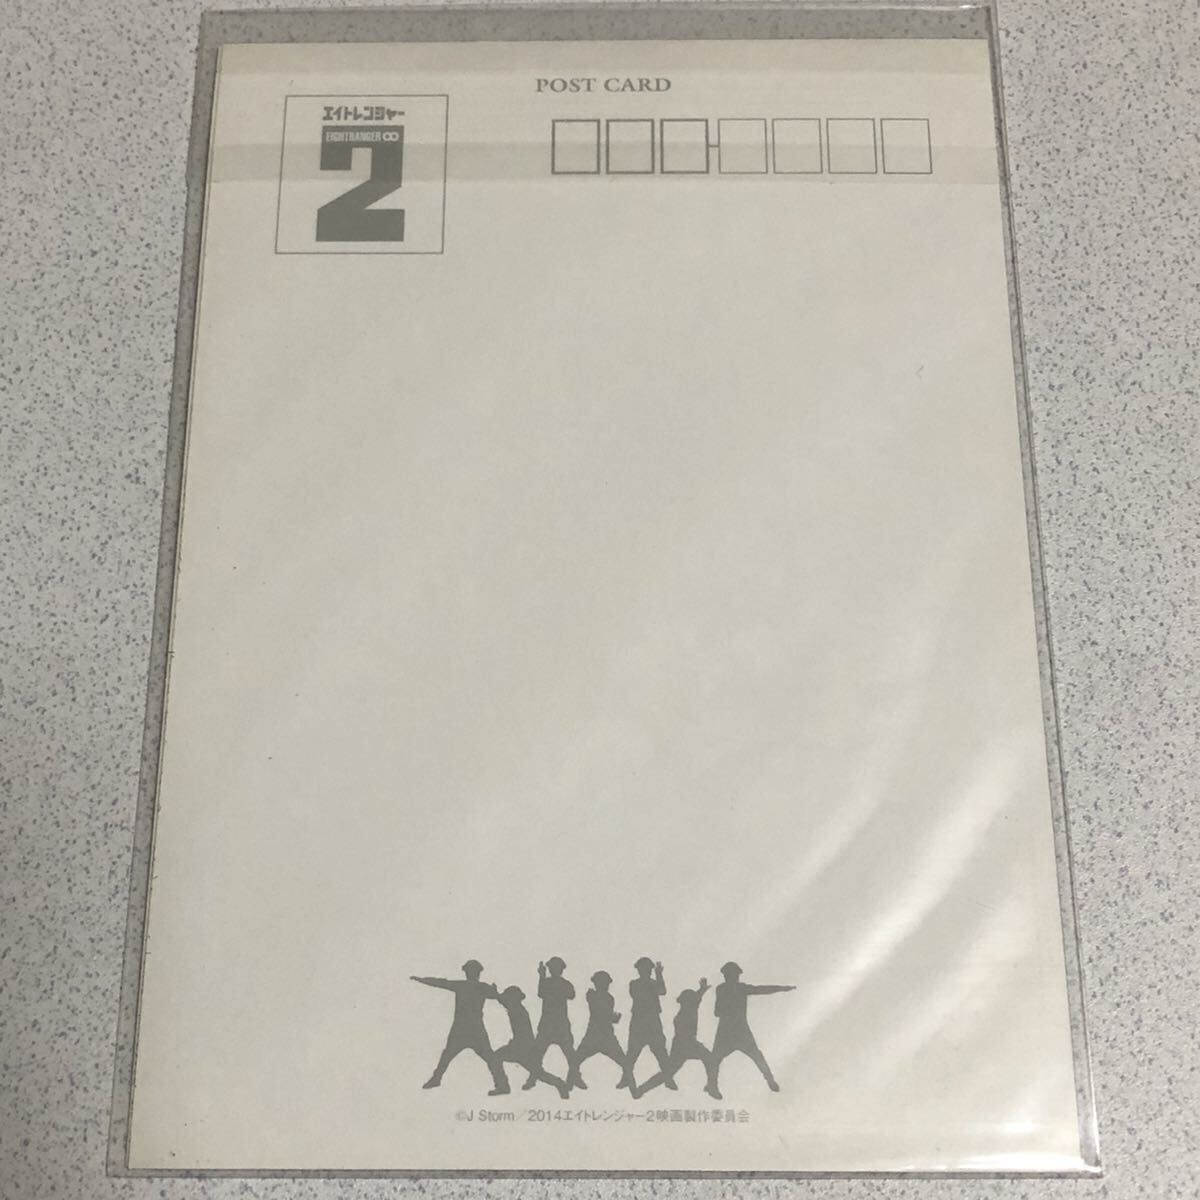 POST CARD
エイトレンジャー
EIGHTRANGER ∞
2
©J Storm／2014エイトレンジャー2映画製作委員会